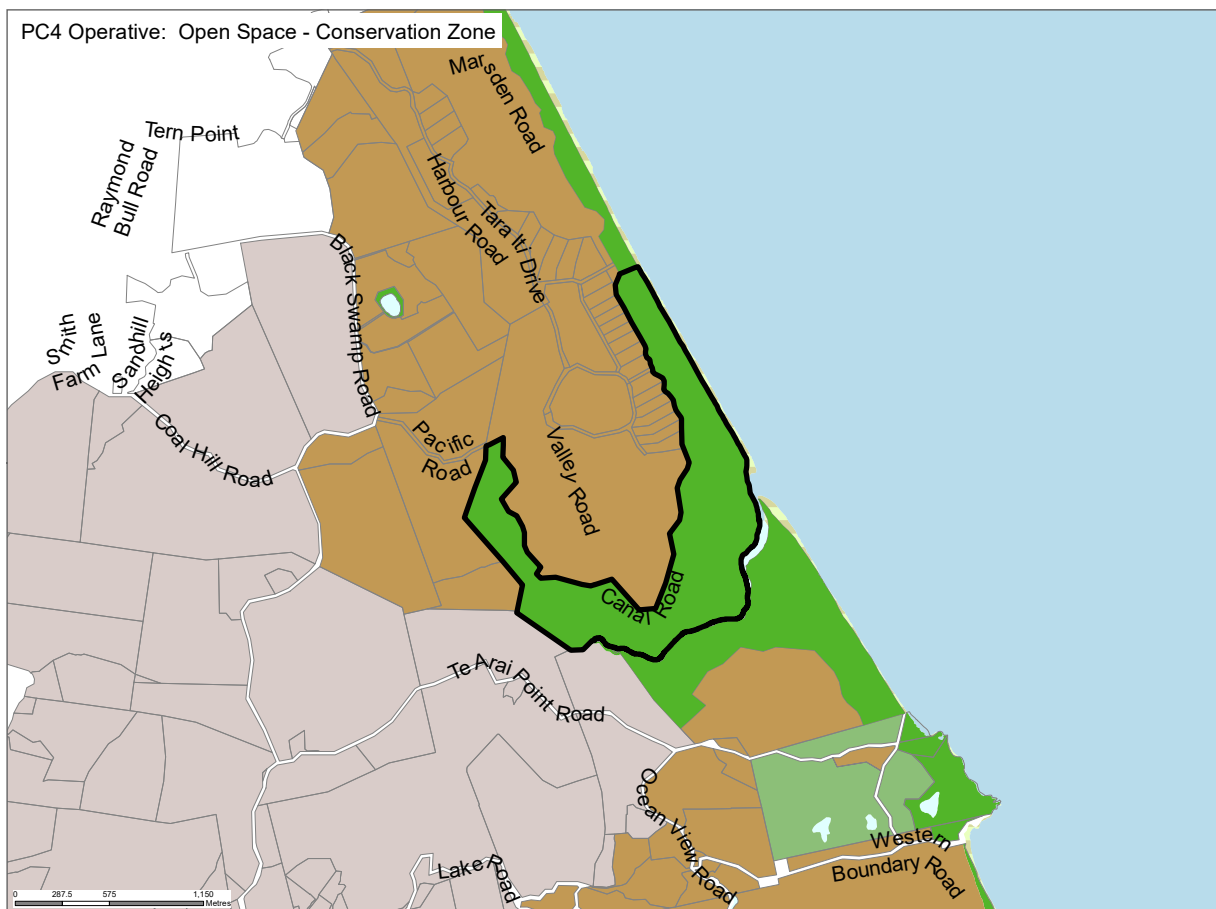 PC4 Operative: Open Space - Conservation Zone
Marsden Road
Tern Point
Raymond
Bull Road
Harbour Road
Tara Iti Drive
Black Swamp Road
Smith
Farm Lane
Sandhill
Heights
Coal Hill Road
Pacific
Road
Valley Road
Canal Road
Te Arai Point Road
Ocean View Road
Western
Boundary Road
Lake Road
0 287.5 575 1,150
Metres